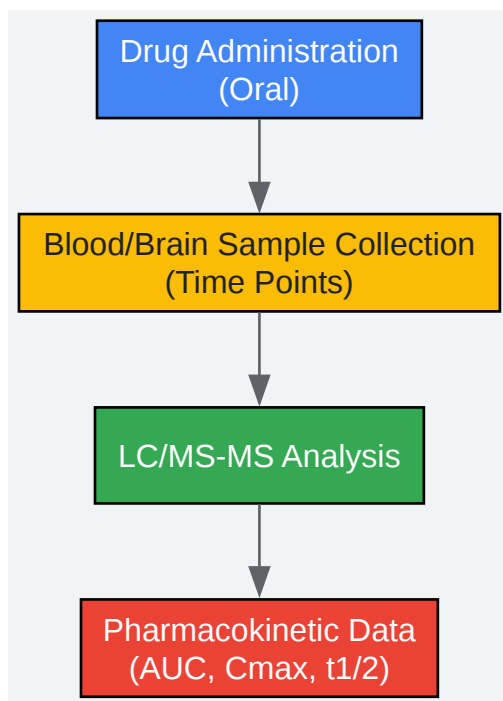 Drug Administration
(Oral)
Blood/Brain Sample Collection
(Time Points)
LC/MS-MS Analysis
Pharmacokinetic Data
(AUC, Cmax, t1/2)